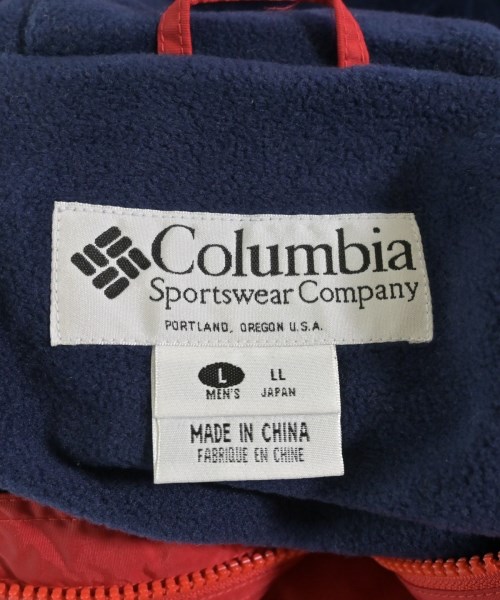 Columbia
Sportswear Company
PORTLAND, OREGON U.S.A.
L LL
MEN'S JAPAN
MADE IN CHINA
FABRIQUE EN CHINE